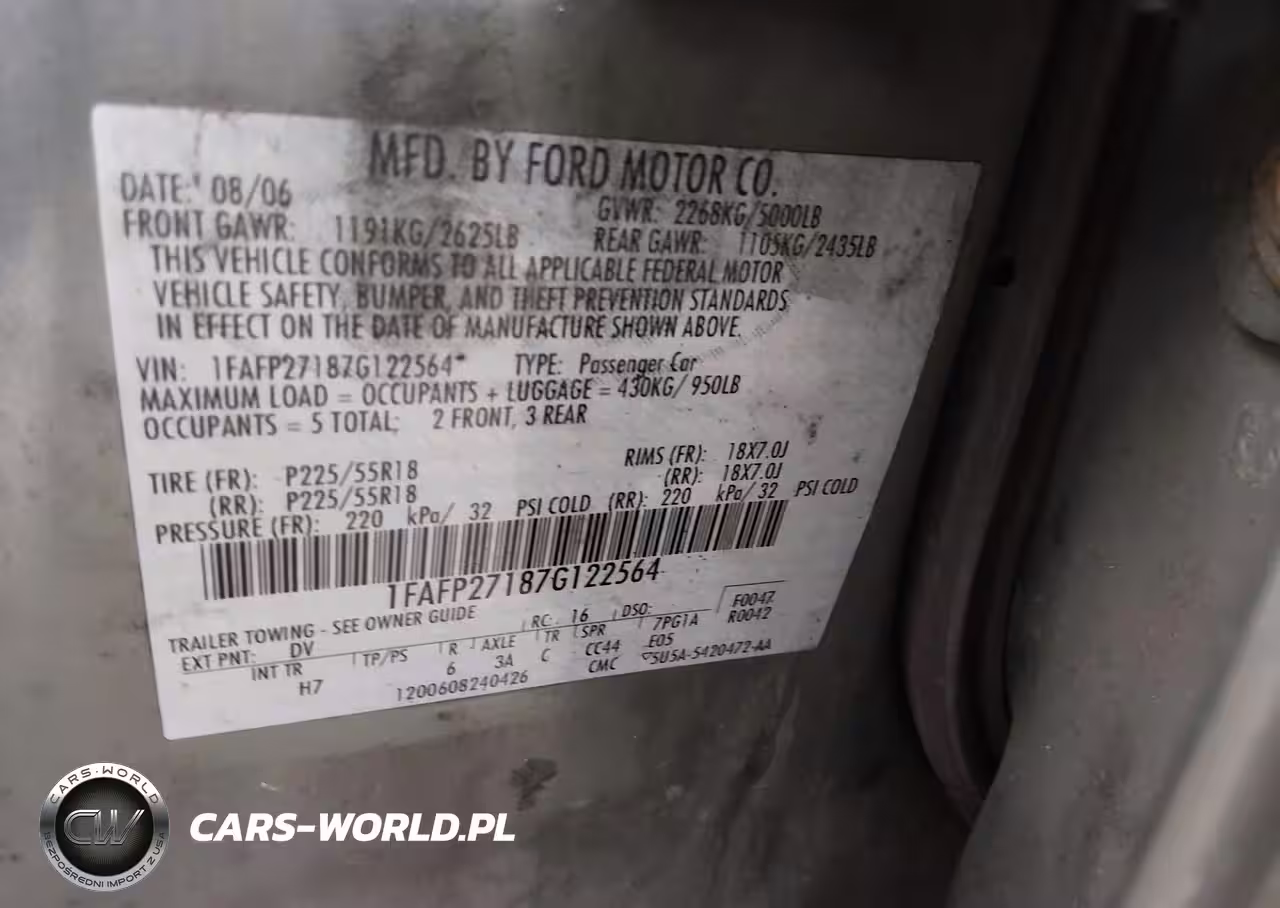 MFD. BY FORD MOTOR CO.
DATE: 08/06
GVWR: 2268KG/5000LB
FRONT GAWR: 1191KG/2625LB
REAR GAWR: 1105KG/2435LB
THIS VEHICLE CONFORMS TO ALL APPLICABLE FEDERAL MOTOR
VEHICLE SAFETY, BUMPER, AND THEFT PREVENTION STANDARDS
IN EFFECT ON THE DATE OF MANUFACTURE SHOWN ABOVE.
VIN: 1FAFP27187G122564* TYPE: Passenger Car
MAXIMUM LOAD = OCCUPANTS + LUGGAGE = 430KG/ 950LB
OCCUPANTS = 5 TOTAL; 2 FRONT, 3 REAR
TIRE (FR): P225/55R18 RIMS (FR): 18X7.0J
(RR): P225/55R18 (RR): 18X7.0J
PRESSURE (FR): 220 kPa/ 32 PSI COLD (RR): 220 kPa/ 32 PSI COLD
1FAFP27187G122564
TRAILER TOWING - SEE OWNER GUIDE
RC: 16 DSO: F0047
EXT PNT: DV 7PG1A R0042
INT TR TP/PS R AXLE TR SPR E05
H7 6 3A C CC44
1200608240426 CMC 5U5A-5420472-AA
CARS-WORLD
CW
BEZPOŚREDNI IMPORT Z USA
CARS-WORLD.PL